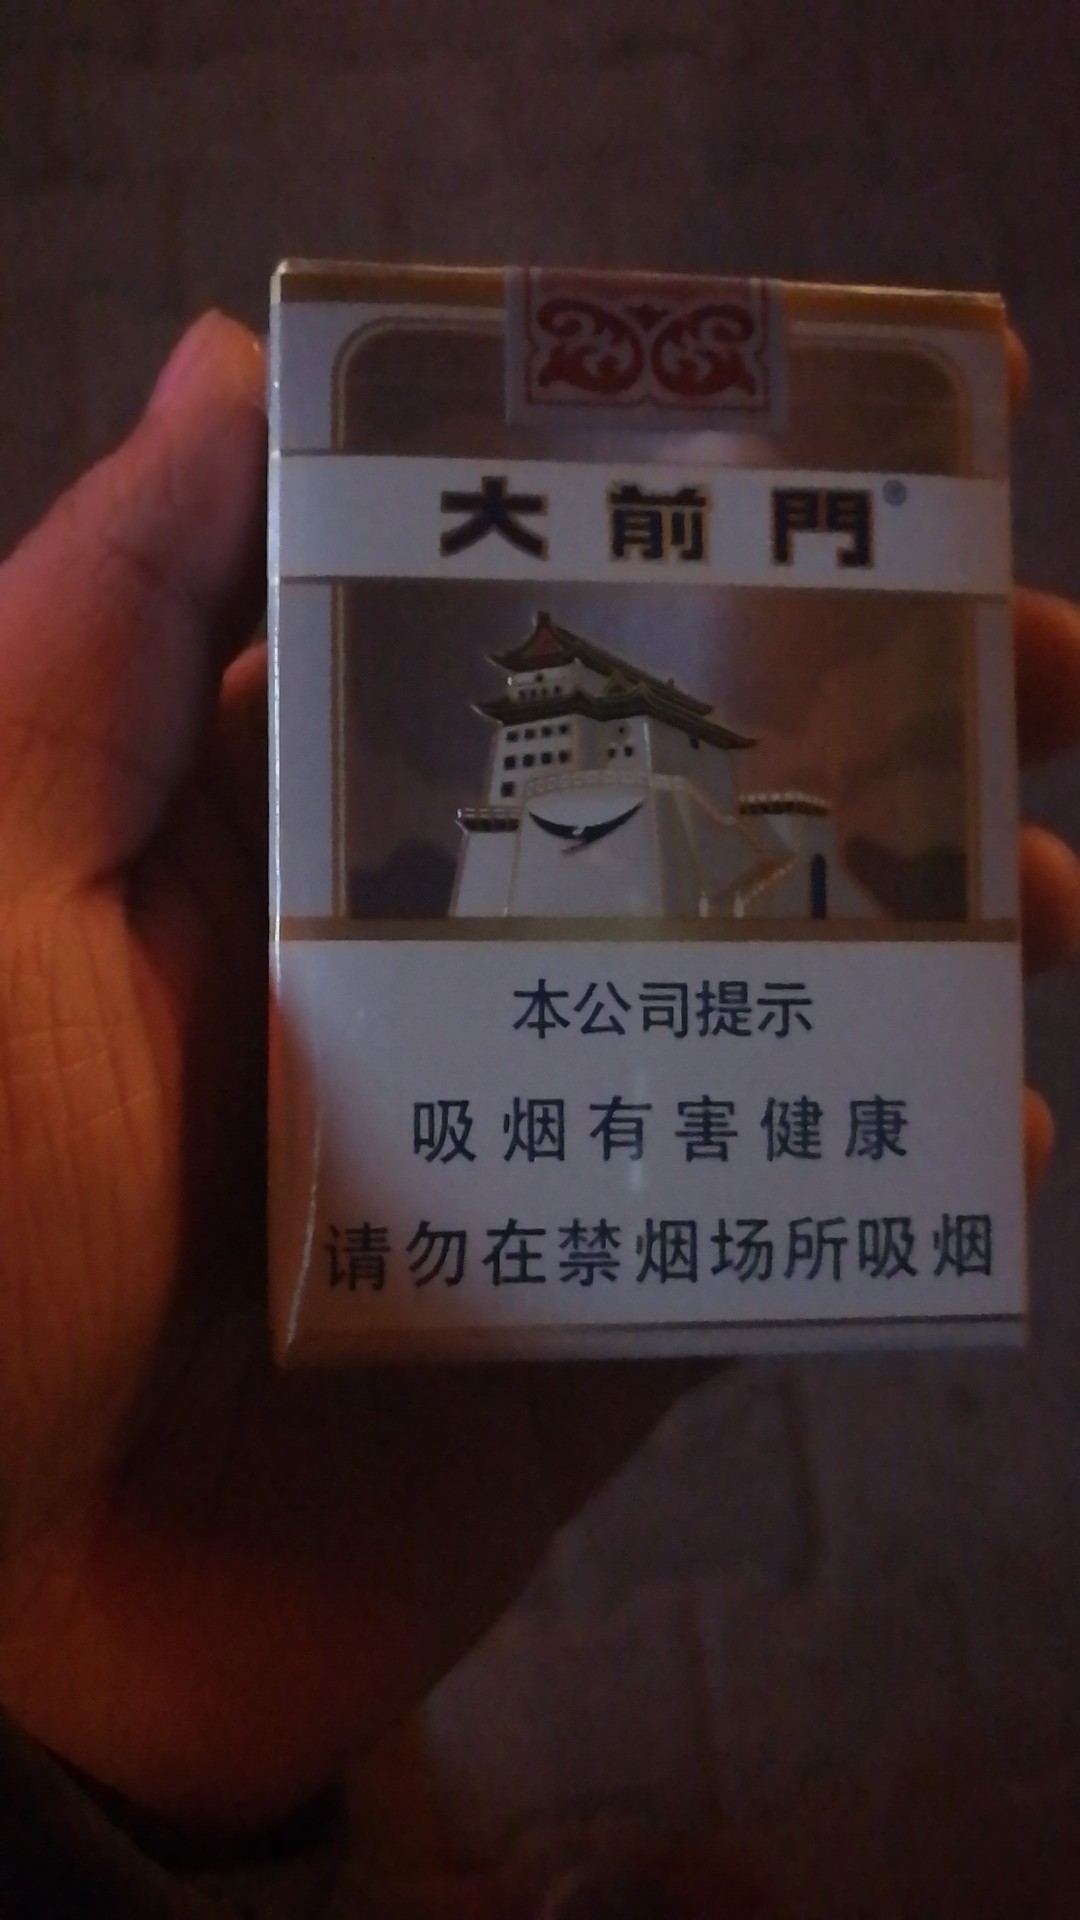 大前門®
本公司提示
吸烟有害健康
请勿在禁烟场所吸烟